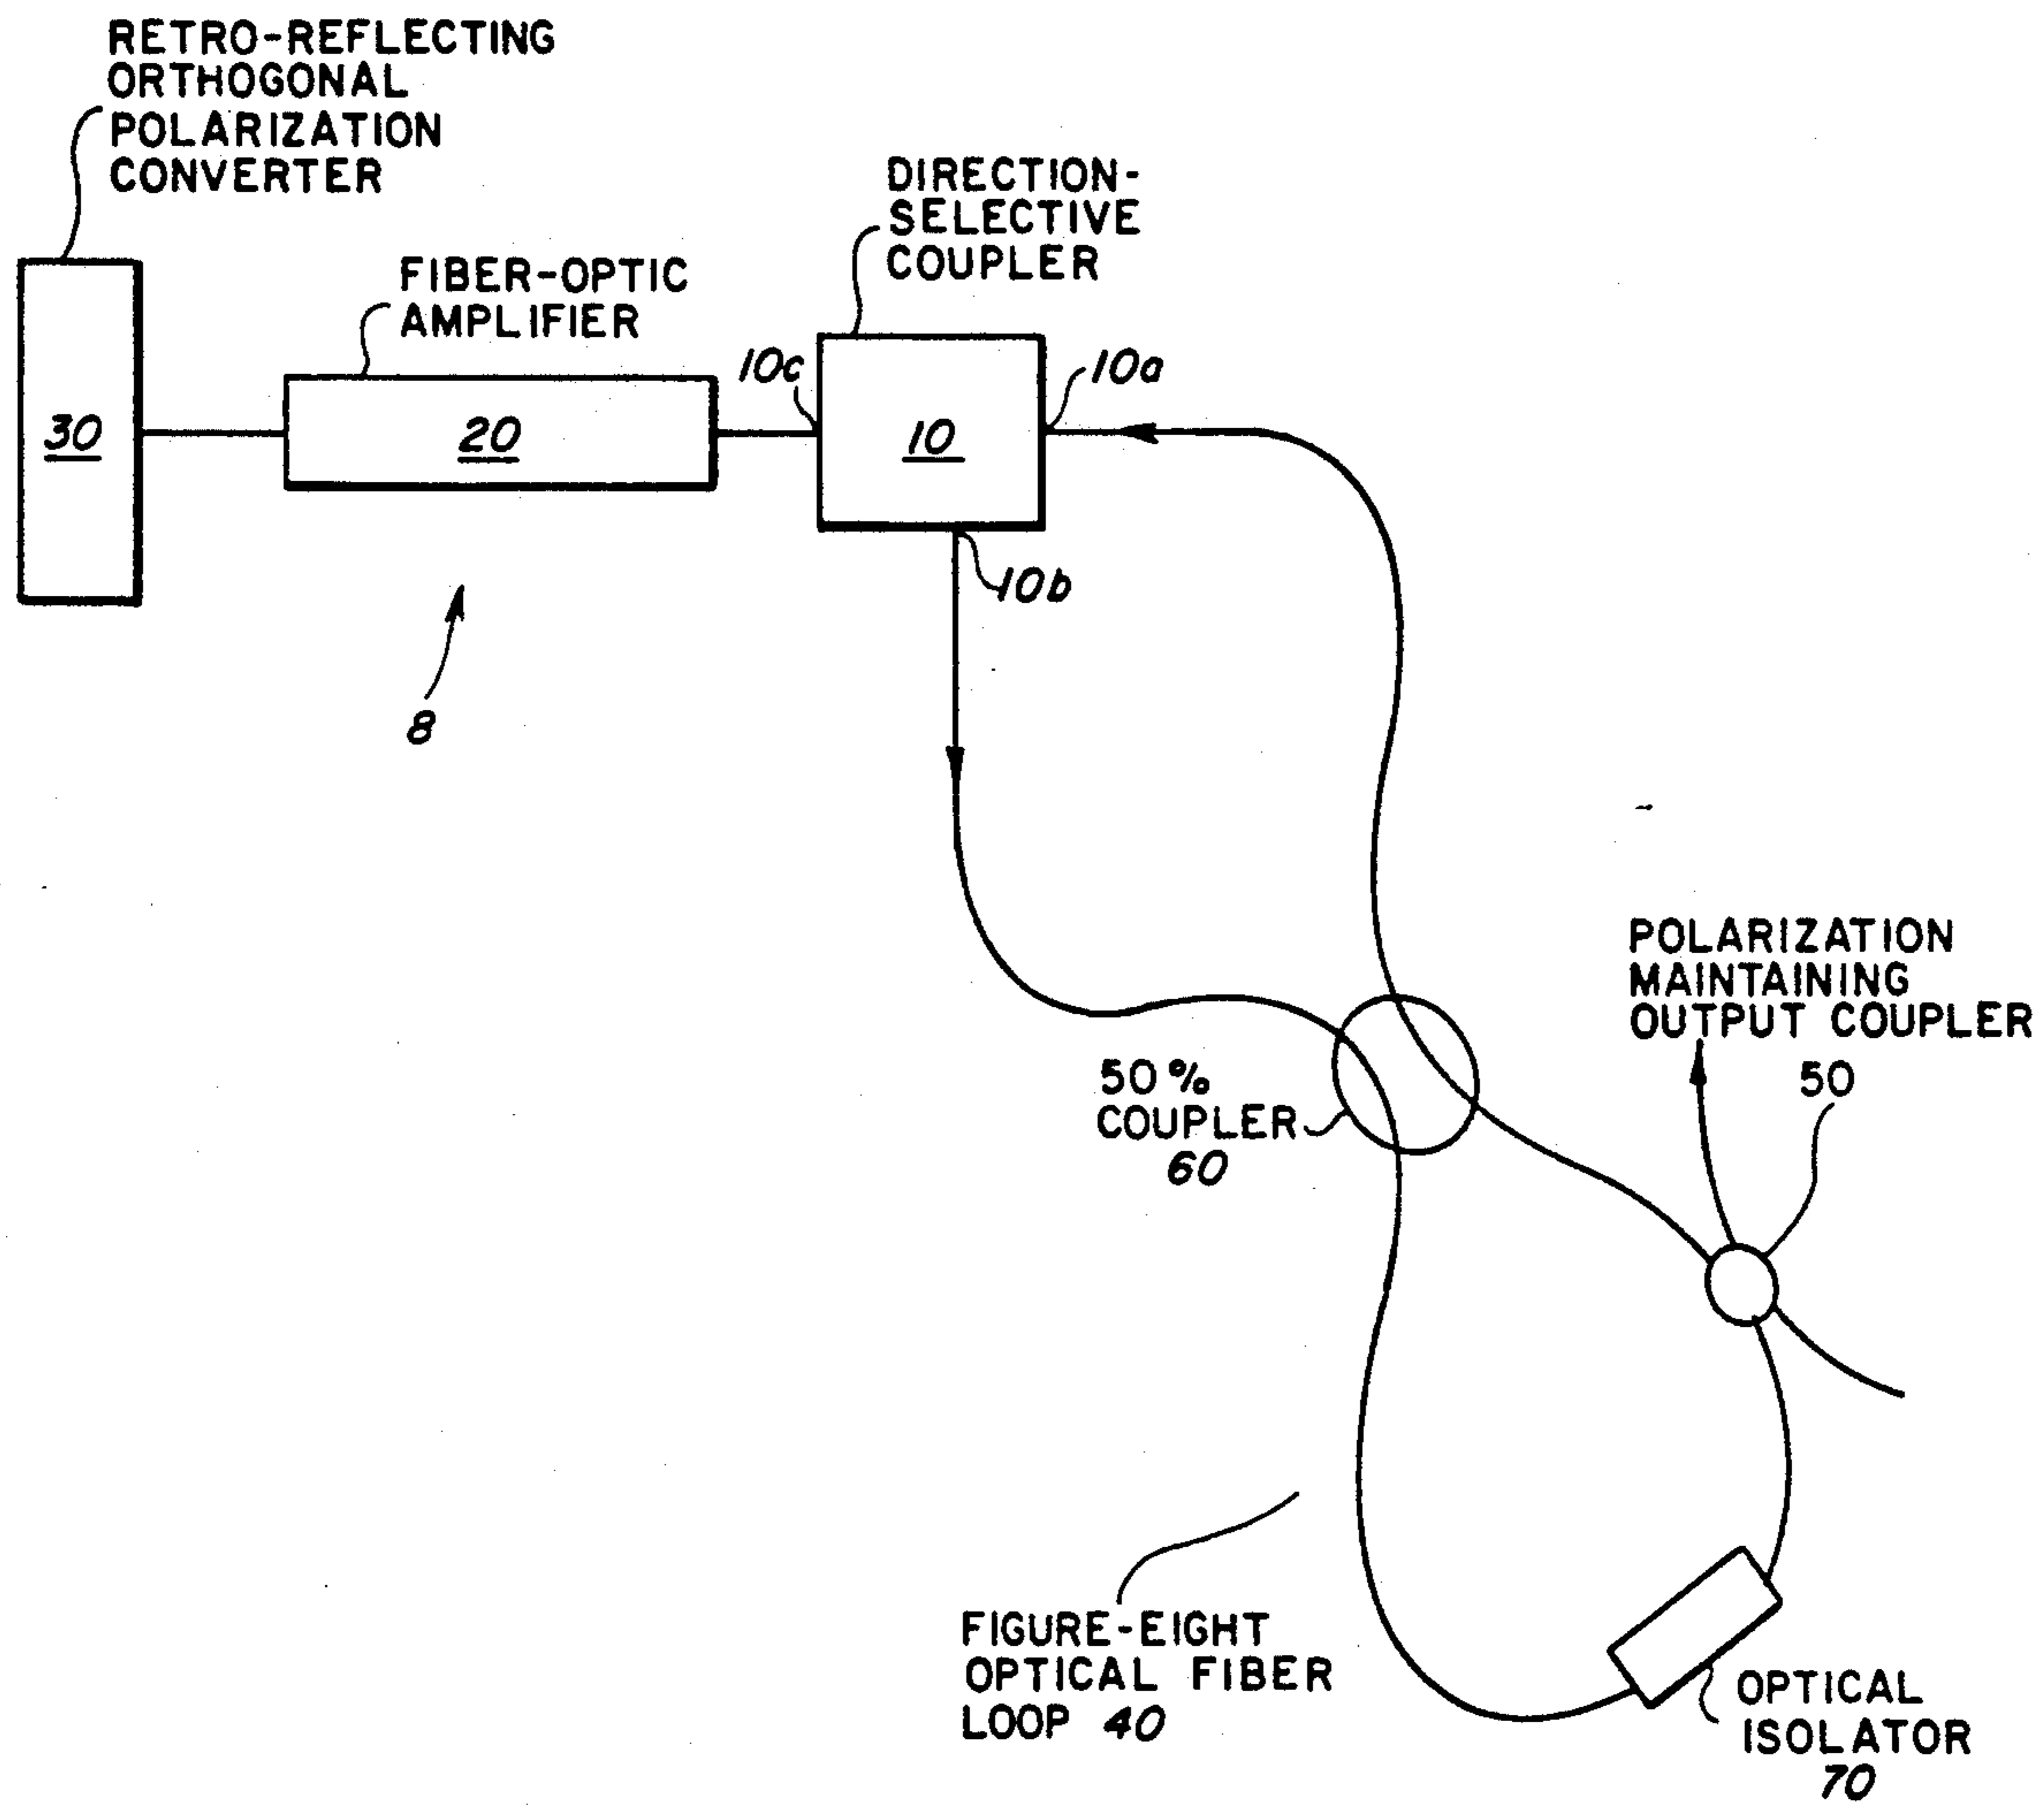 RETRO-REFLECTING
ORTHOGONAL
POLARIZATION
CONVERTER
DIRECTION-
SELECTIVE
COUPLER
FIBER-OPTIC
AMPLIFIER
10c
10a
30
20
10
10b
8
POLARIZATION
MAINTAINING
OUTPUT COUPLER
50
50%
COUPLER
60
FIGURE-EIGHT
OPTICAL FIBER
LOOP 40
OPTICAL
ISOLATOR
70